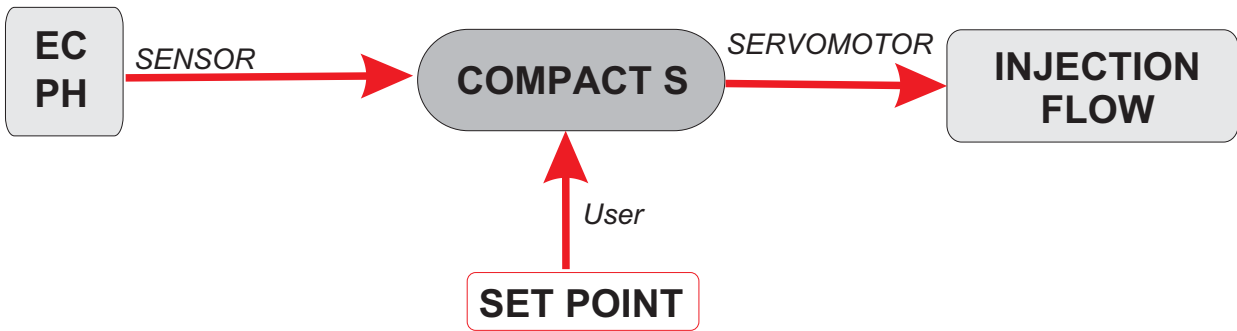 EC
PH
SENSOR
COMPACT S
SERVOMOTOR
INJECTION
FLOW
User
SET POINT